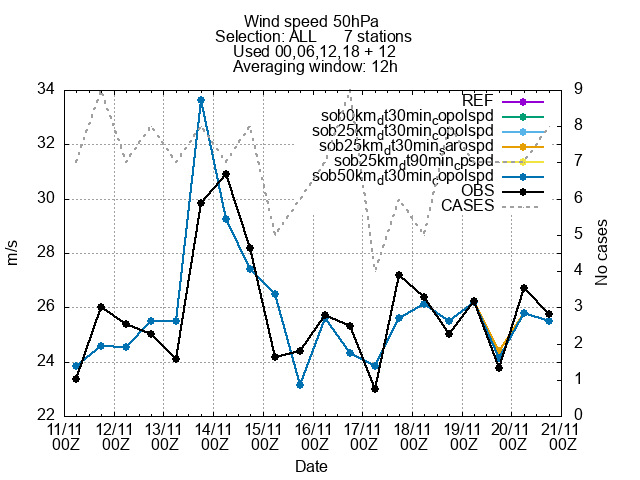 Wind speed 50hPa
Selection: ALL 7 stations
Used 00,06,12,18 + 12
Averaging window: 12h
34
32
30
28
26
24
22
m/s
9
8
7
6
5
4
3
2
1
0
No cases
REF
sob0km_dt30min_copolspd
sob25km_dt30min_copolspd
sob25km_dt30min_sarospd
sob50km_dt30min_copolspd
OBS
CASES
11/11 12/11 13/11 14/11 15/11 16/11 17/11 18/11 19/11 20/11 21/11
00Z 00Z 00Z 00Z 00Z 00Z 00Z 00Z 00Z 00Z 00Z
Date